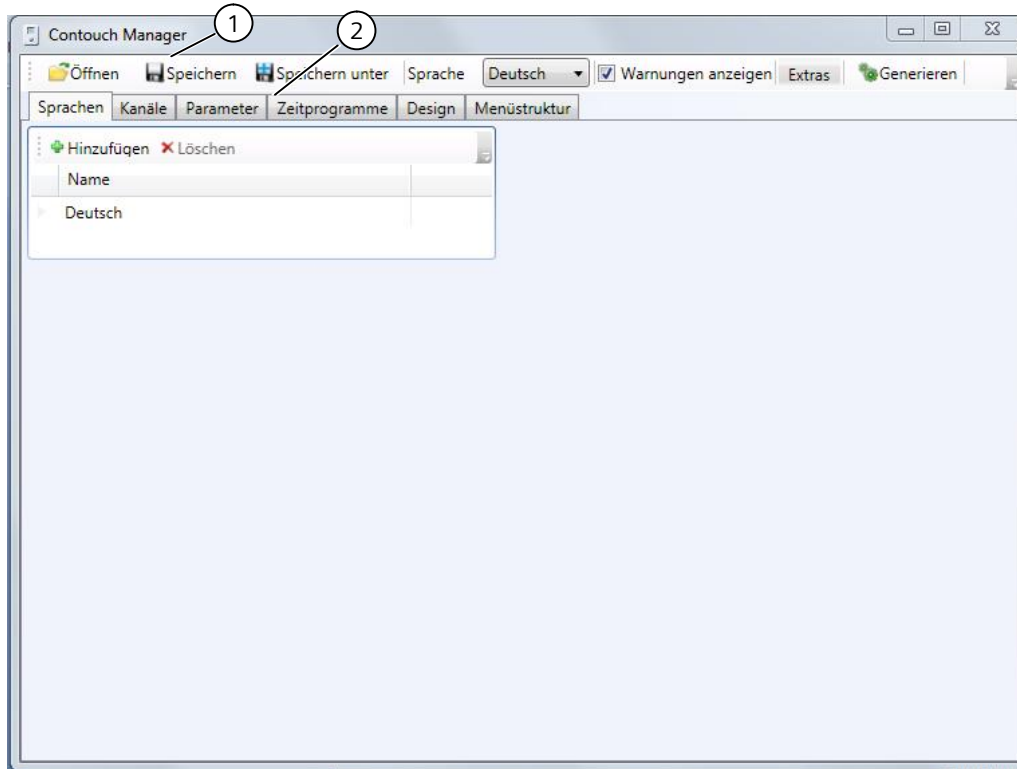 Contouch Manager
1
2
Öffnen Speichern Speichern unter Sprache Deutsch Warnungen anzeigen Extras Generieren
Sprachen Kanäle Parameter Zeitprogramme Design Menüstruktur
Hinzufügen Löschen
Name
Deutsch